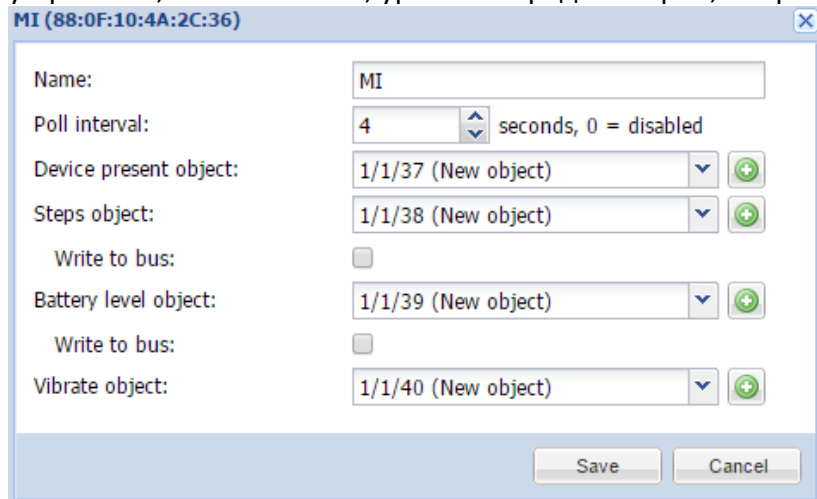 MI (88:0F:10:4A:2C:36)
Name: MI
Poll interval: 4 seconds, 0 = disabled
Device present object: 1/1/37 (New object)
Steps object: 1/1/38 (New object)
Write to bus:
Battery level object: 1/1/39 (New object)
Write to bus:
Vibrate object: 1/1/40 (New object)
Save Cancel